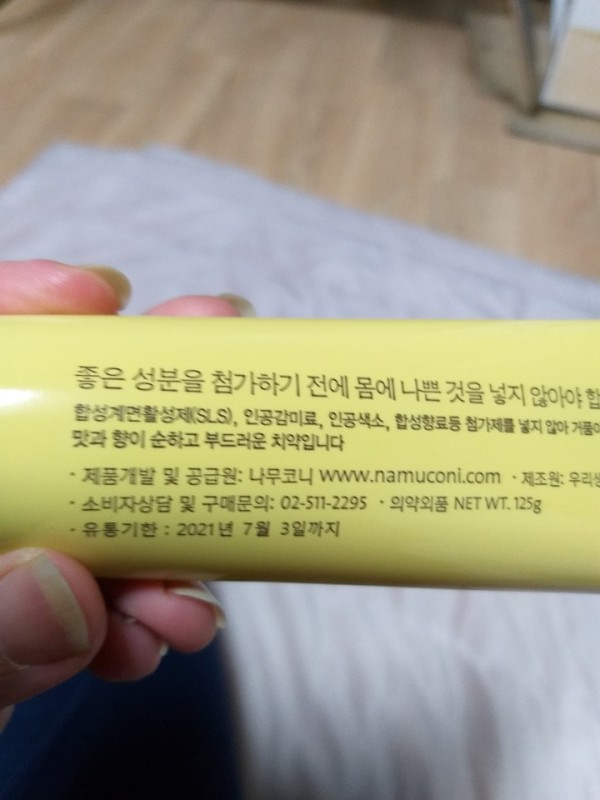 좋은 성분을 첨가하기 전에 몸에 나쁜 것을 넣지 않아야
합성계면활성제(SLS), 인공감미료, 인공색소, 합성향료등 첨가제를 넣지 않아
맛과 향이 순하고 부드러운 치약입니다
· 제품개발 및 공급원: 나무코니 www.namuconi.com · 제조원:
· 소비자상담 및 구매문의: 02-511-2295 · 의약외품 NET WT. 125g
· 유통기한 : 2021년 7월 3일까지